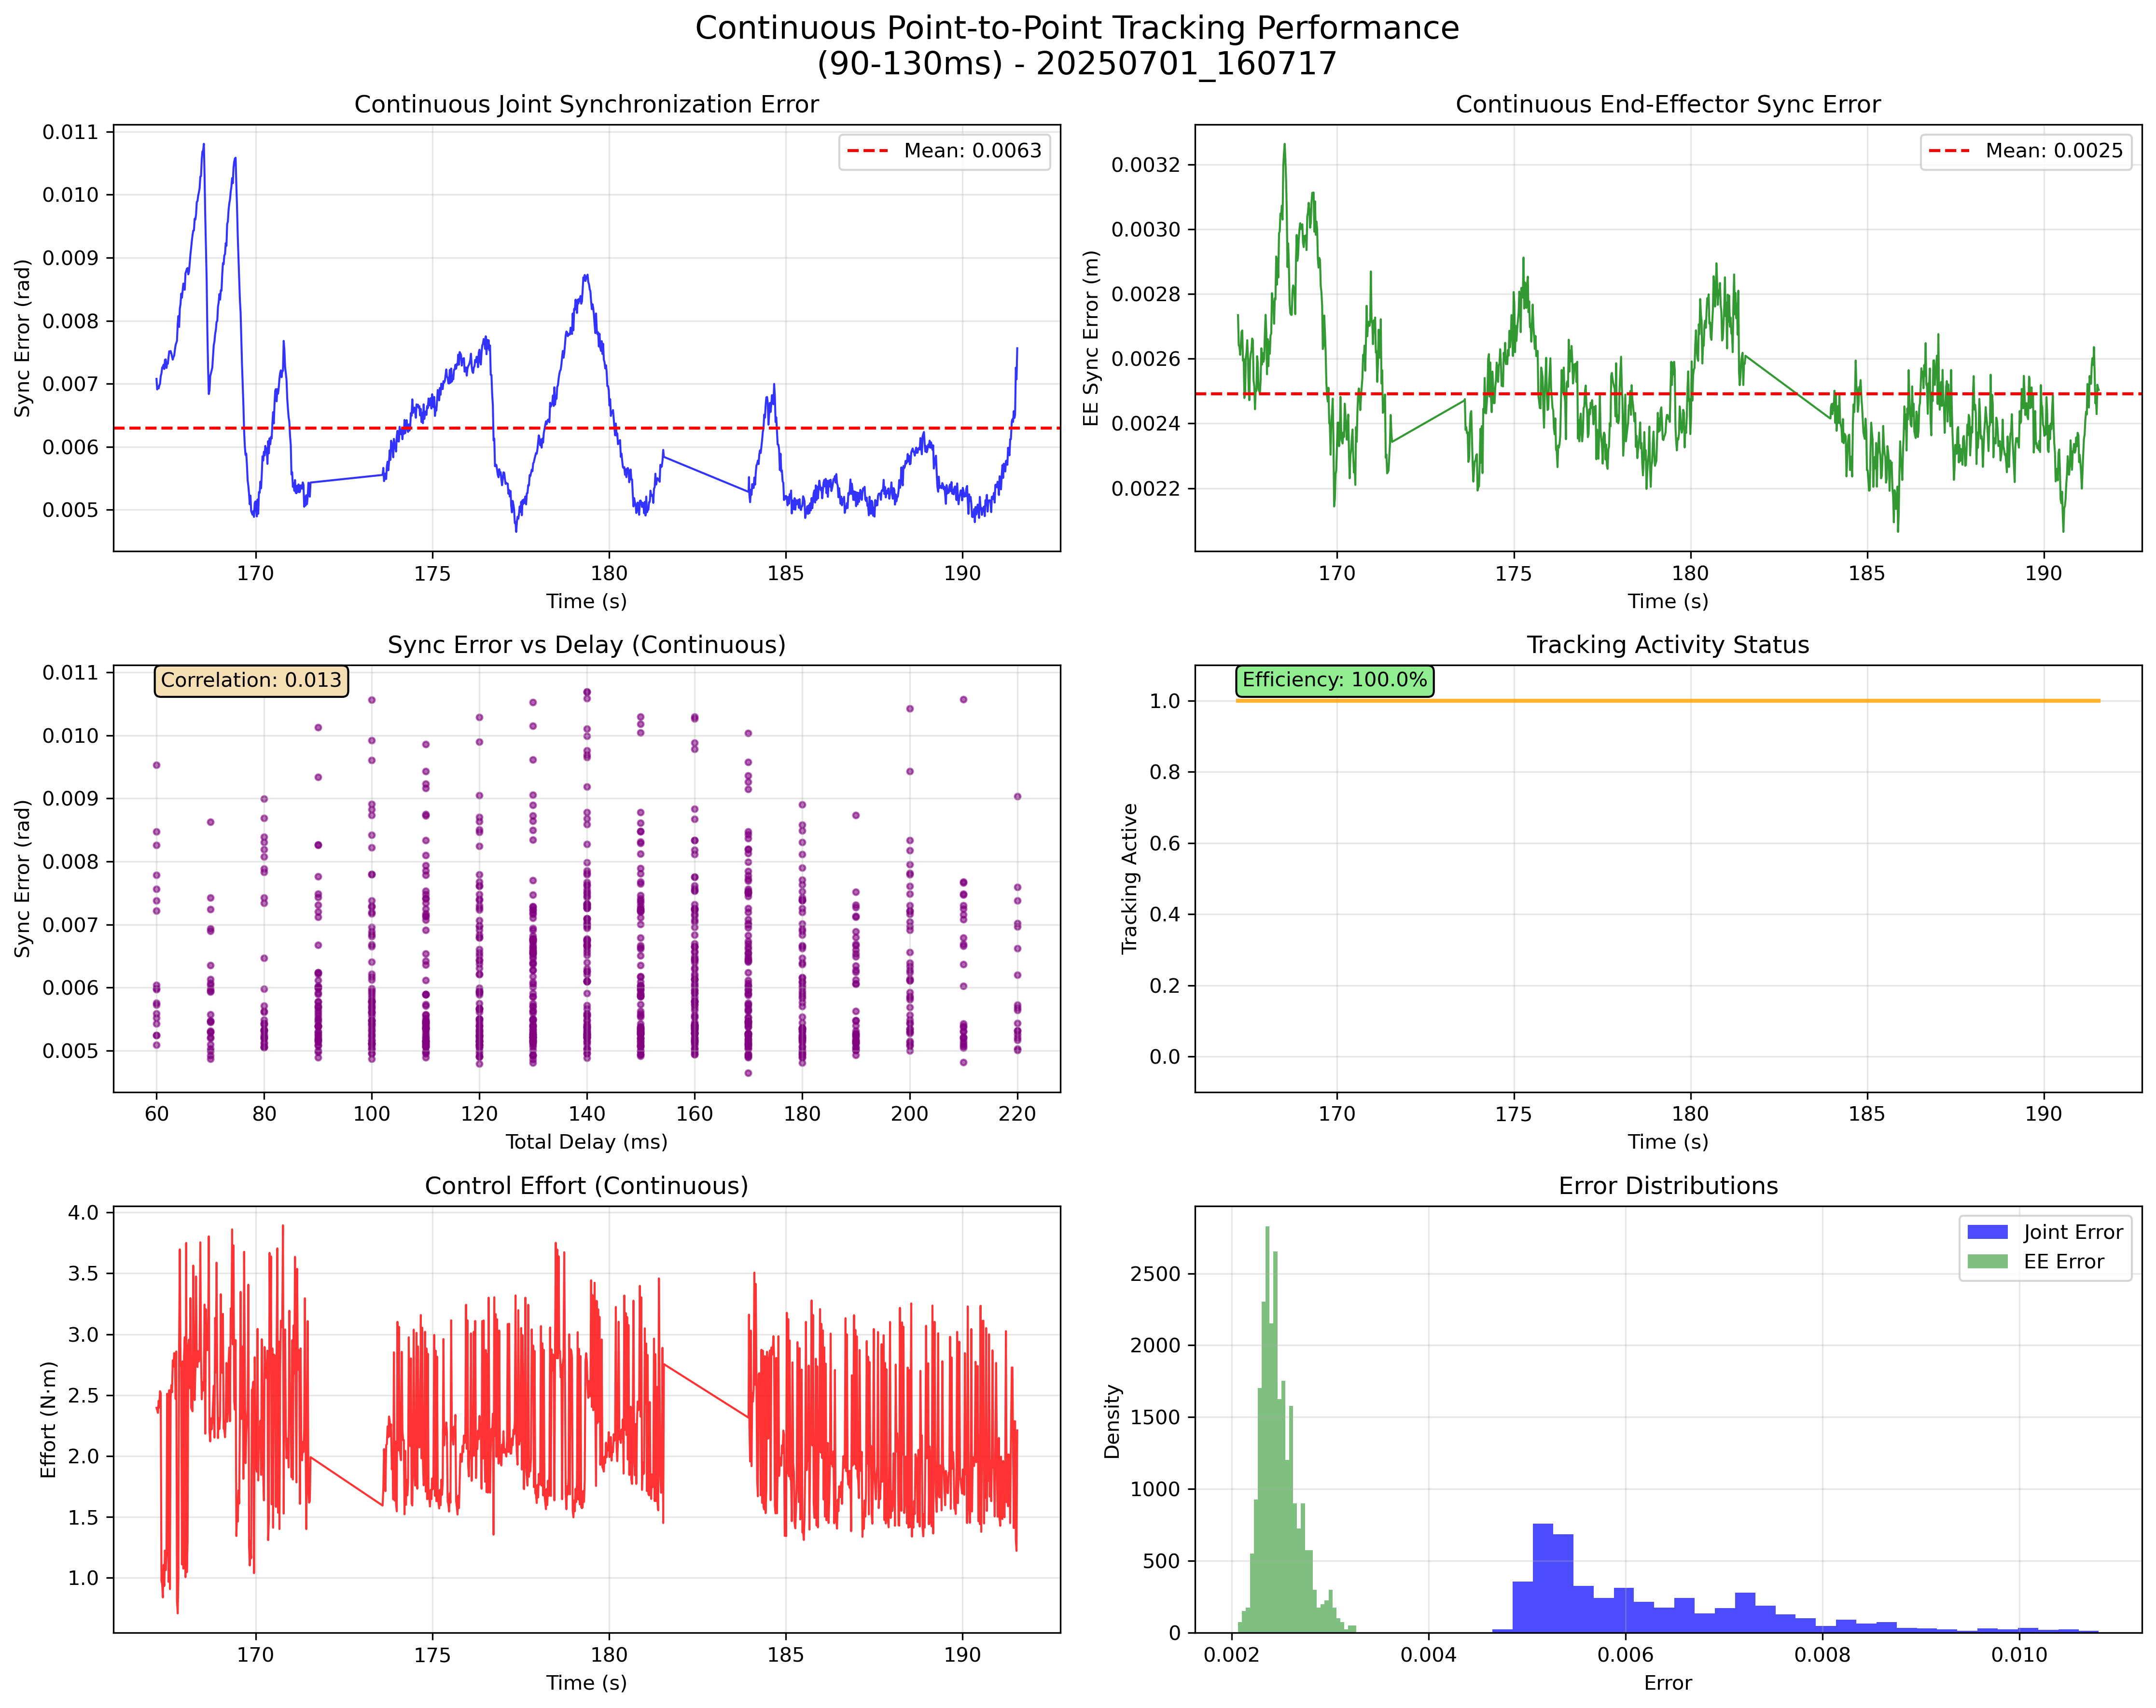 Continuous Point-to-Point Tracking Performance
(90-130ms) - 20250701_160717
Continuous Joint Synchronization Error
Mean: 0.0063
Sync Error (rad)
0.011
0.010
0.009
0.008
0.007
0.006
0.005
170 175 180 185 190
Time (s)
Continuous End-Effector Sync Error
Mean: 0.0025
EE Sync Error (m)
0.0032
0.0030
0.0028
0.0026
0.0024
0.0022
170 175 180 185 190
Time (s)
Sync Error vs Delay (Continuous)
Correlation: 0.013
Sync Error (rad)
0.011
0.010
0.009
0.008
0.007
0.006
0.005
60 80 100 120 140 160 180 200 220
Total Delay (ms)
Tracking Activity Status
Efficiency: 100.0%
Tracking Active
1.0
0.8
0.6
0.4
0.2
0.0
170 175 180 185 190
Time (s)
Control Effort (Continuous)
Effort (N·m)
4.0
3.5
3.0
2.5
2.0
1.5
1.0
170 175 180 185 190
Time (s)
Error Distributions
Joint Error
EE Error
Density
2500
2000
1500
1000
500
0
0.002 0.004 0.006 0.008 0.010
Error